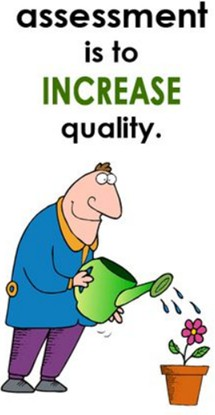 assessment
is to
INCREASE
quality.